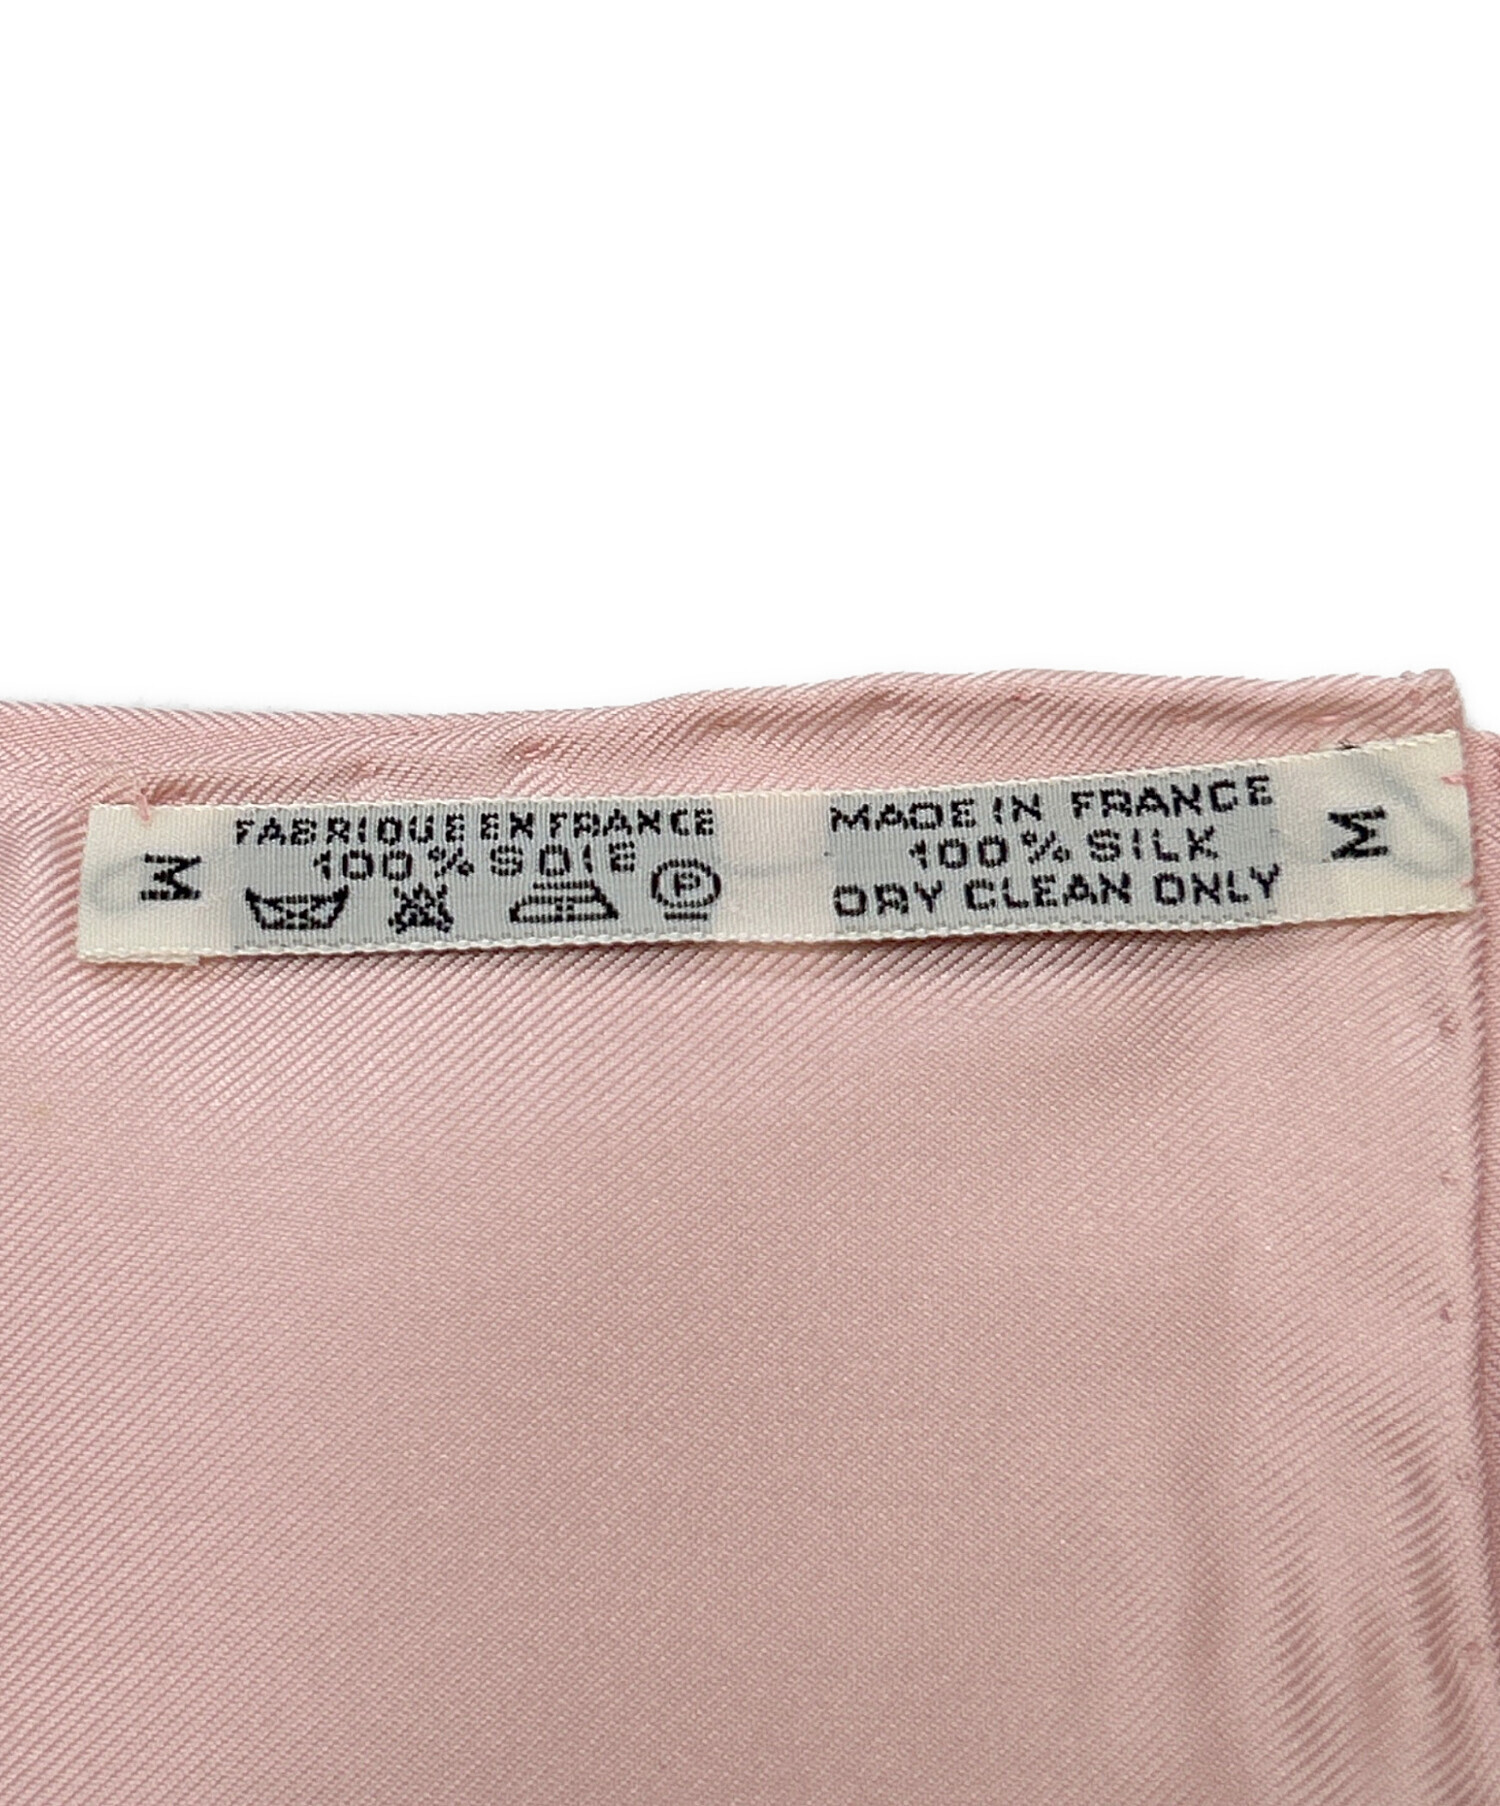 M
FABRIQUE EN FRANCE
100 % SOIE
P
MADE IN FRANCE
100 % SILK
DRY CLEAN ONLY
M